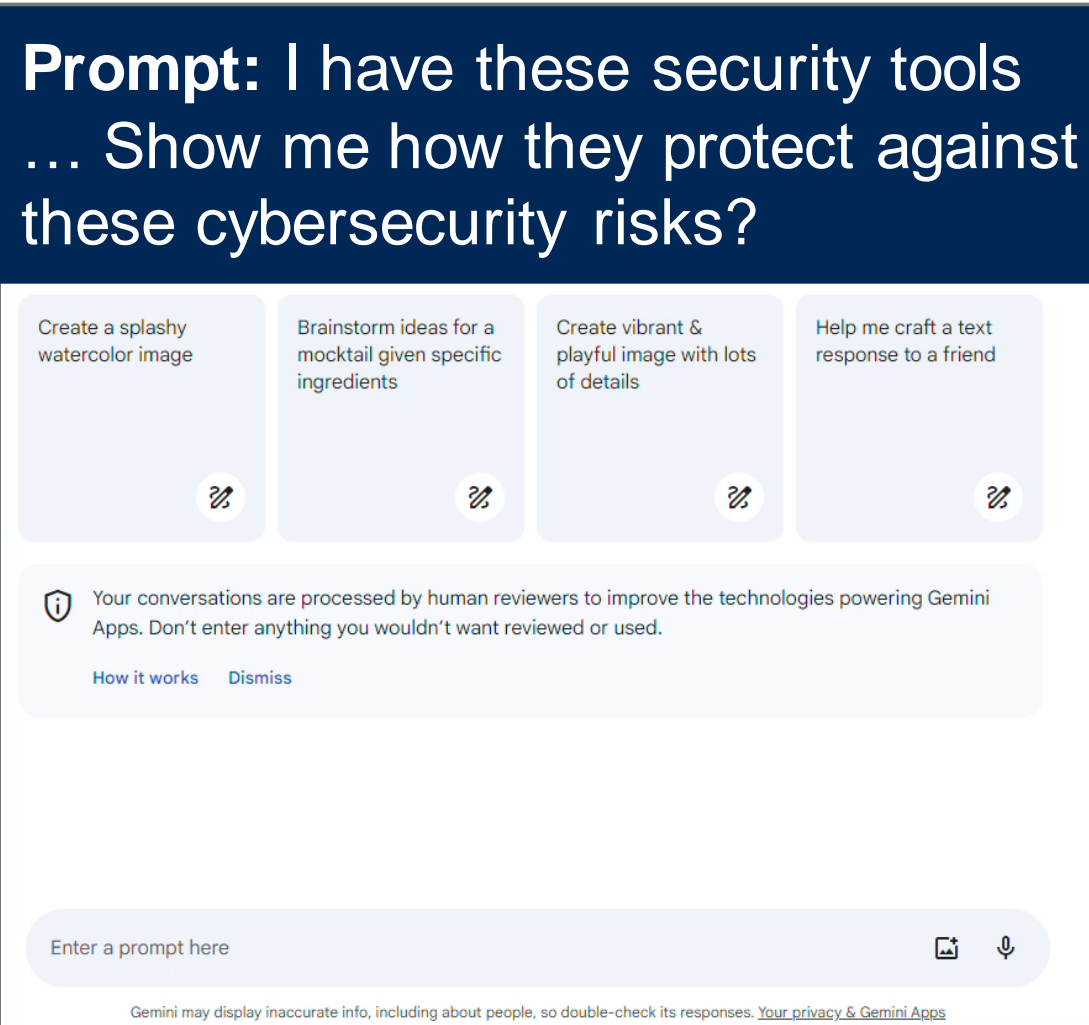 Prompt: I have these security tools
… Show me how they protect against
these cybersecurity risks?
Create a splashy
watercolor image
Brainstorm ideas for a
mocktail given specific
ingredients
Create vibrant &
playful image with lots
of details
Help me craft a text
response to a friend
Your conversations are processed by human reviewers to improve the technologies powering Gemini
Apps. Don’t enter anything you wouldn’t want reviewed or used.
How it works Dismiss
Enter a prompt here
Gemini may display inaccurate info, including about people, so double-check its responses. Your privacy & Gemini Apps